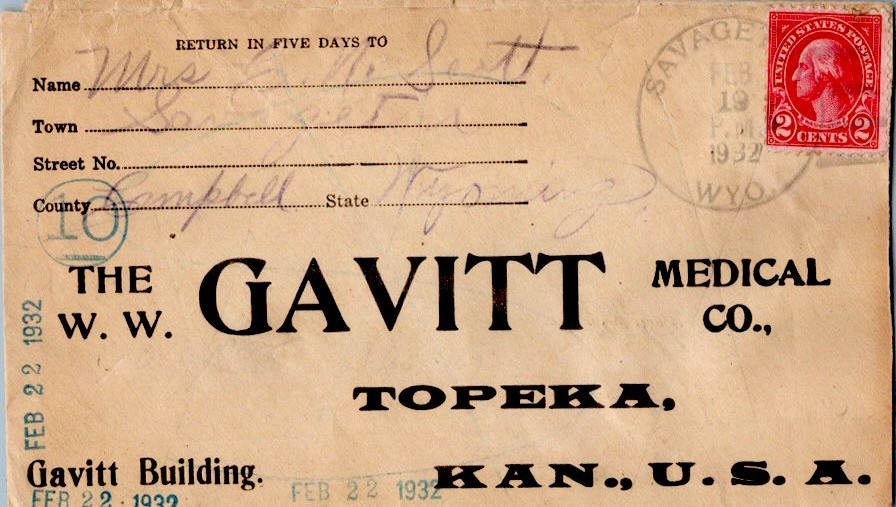 RETURN IN FIVE DAYS TO
Name Mrs Scott.
Town
Street No.
County Campbell State Wyoming
SAVAGE
FEB
19
P.M.
1932
WYO.
UNITED STATES POSTAGE
2 CENTS 2
10
THE W. W. GAVITT MEDICAL CO.,
TOPEKA,
Gavitt Building. KAN., U. S. A.
FEB 22 1932
FEB 22 1932
FEB 22 1932